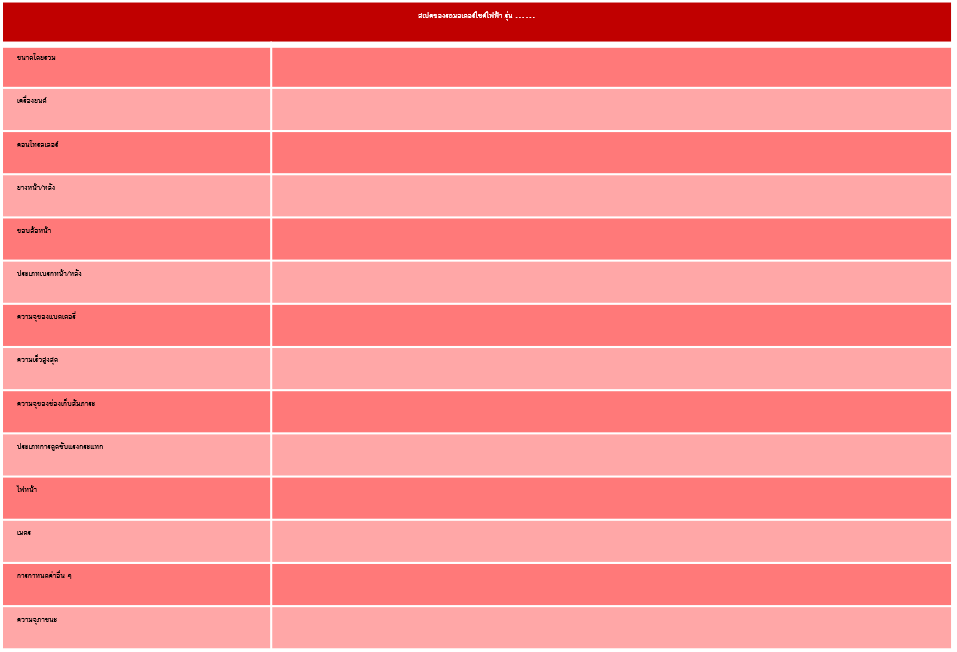 สเปคของรถมอเตอร์ไซค์ไฟฟ้า รุ่น ......
ขนาดโดยรวม
เครื่องยนต์
คอนโทรลเลอร์
ยางหน้า/หลัง
ขอบล้อหน้า
ประเภทเบรกหน้า/หลัง
ความจุของแบตเตอรี่
ความเร็วสูงสุด
ความจุของช่องเก็บสัมภาระ
ประเภทการดูดซับแรงกระแทก
ไฟหน้า
เมตร
การกำหนดค่าอื่น ๆ
ความจุภาชนะ